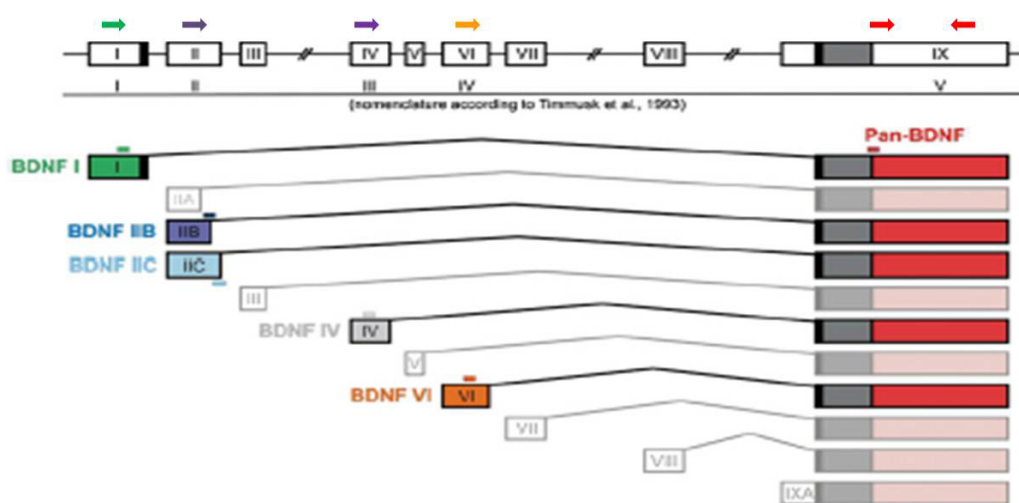 I II III IV V VI VII VIII IX
I II III IV V
(nomenclature according to Timmusk et al., 1993)
Pan-BDNF
BDNF I I
IIA
BDNF IIB IIB
BDNF IIC IIC
III
BDNF IV IV
V
BDNF VI VI
VII
VIII
IXA